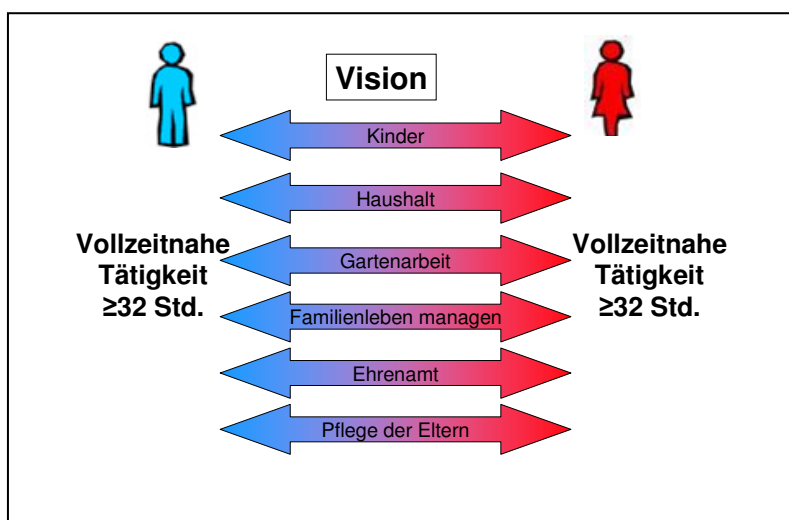 Vision
Kinder
Haushalt
Vollzeitnahe
Tätigkeit
≥32 Std.
Gartenarbeit
Vollzeitnahe
Tätigkeit
≥32 Std.
Familienleben managen
Ehrenamt
Pflege der Eltern